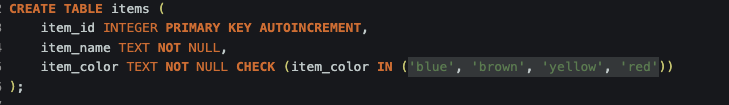 CREATE TABLE items (
    item_id INTEGER PRIMARY KEY AUTOINCREMENT,
    item_name TEXT NOT NULL,
    item_color TEXT NOT NULL CHECK (item_color IN ('blue', 'brown', 'yellow', 'red'))
);